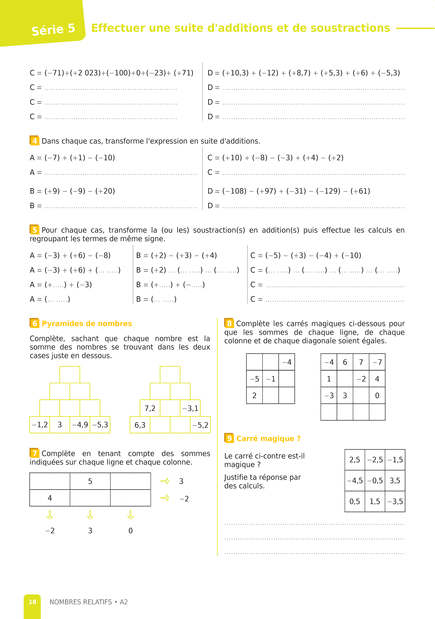 Série 5 Effectuer une suite d'additions et de soustractions
C = (−71)+(+2 023)+(−100)+0+(−23)+ (+71)
C = ..........
C = ..........
C = ..........
D = (+10,3) + (−12) + (+8,7) + (+5,3) + (+6) + (−5,3)
D = ..........
D = ..........
D = ..........
4 Dans chaque cas, transforme l'expression en suite d'additions.
A = (−7) + (+1) − (−10)
A = ..........
B = (+9) − (−9) − (+20)
B = ..........
C = (+10) + (−8) − (−3) + (+4) − (+2)
C = ..........
D = (−108) − (+97) + (−31) − (−129) − (+61)
D = ..........
5 Pour chaque cas, transforme la (ou les) soustraction(s) en addition(s) puis effectue les calculs en
regroupant les termes de même signe.
A = (−3) + (+6) − (−8)
A = (−3) + (+6) + (... .....)
A = (+.....) + (−3)
A = (... .....)
B = (+2) − (+3) − (+4)
B = (+2) ... (... .....) ... (... .....)
B = (+.....) + (−.....)
B = (... .....)
C = (−5) − (+3) − (−4) + (−10)
C = (... .....) ... (... .....) ... (... .....) ... (... .....)
C = ..........
C = ..........
6 Pyramides de nombres
Complète, sachant que chaque nombre est la
somme des nombres se trouvant dans les deux
cases juste en dessous.
−1,2 3 −4,9 −5,3
7,2 −3,1
6,3 −5,2
7 Complète en tenant compte des sommes
indiquées sur chaque ligne et chaque colonne.
5 ⇨ 3
4 ⇨ −2
−2 3 0
8 Complète les carrés magiques ci-dessous pour
que les sommes de chaque ligne, de chaque
colonne et de chaque diagonale soient égales.
−4
−5 −1
2
−4 6 7 −7
1 −2 4
−3 3 0
9 Carré magique ?
Le carré ci-contre est-il
magique ?
Justifie ta réponse par
des calculs.
2,5 −2,5 −1,5
−4,5 −0,5 3,5
0,5 1,5 −3,5
..........
..........
..........
18 NOMBRES RELATIFS • A2